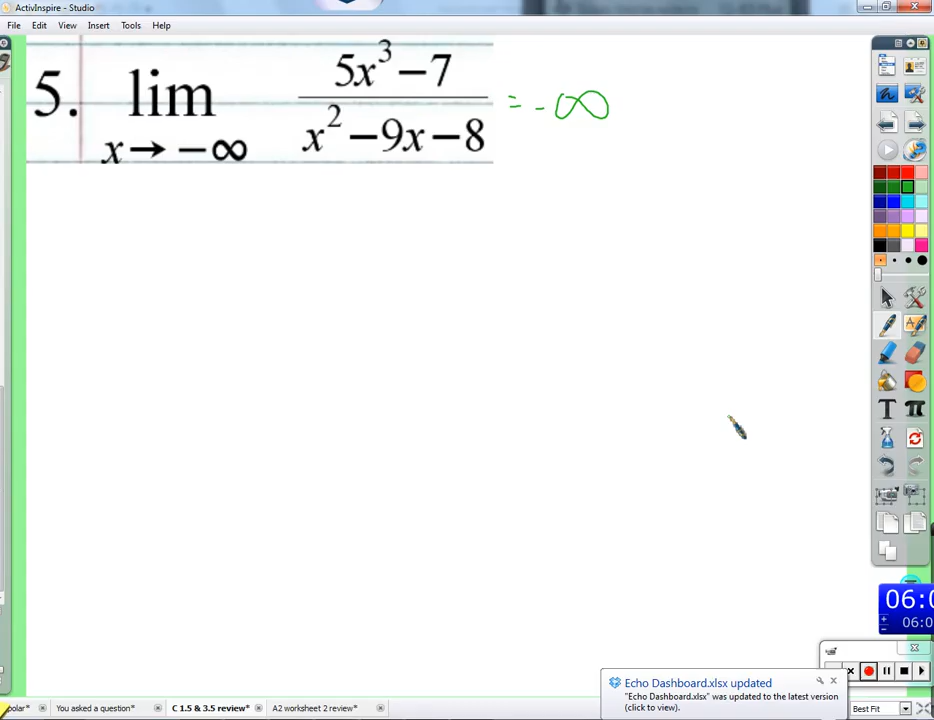 ActivInspire - Studio
File Edit View Insert Tools Help
5. lim x→ −∞ 5x³ −7 / x² −9x −8 = -∞
T π
06:0
06:0
Echo Dashboard.xlsx updated
"Echo Dashboard.xlsx" was updated to the latest version
(click to view).
polar* You asked a question* C 1.5 & 3.5 review* A2 worksheet 2 review* Best Fit